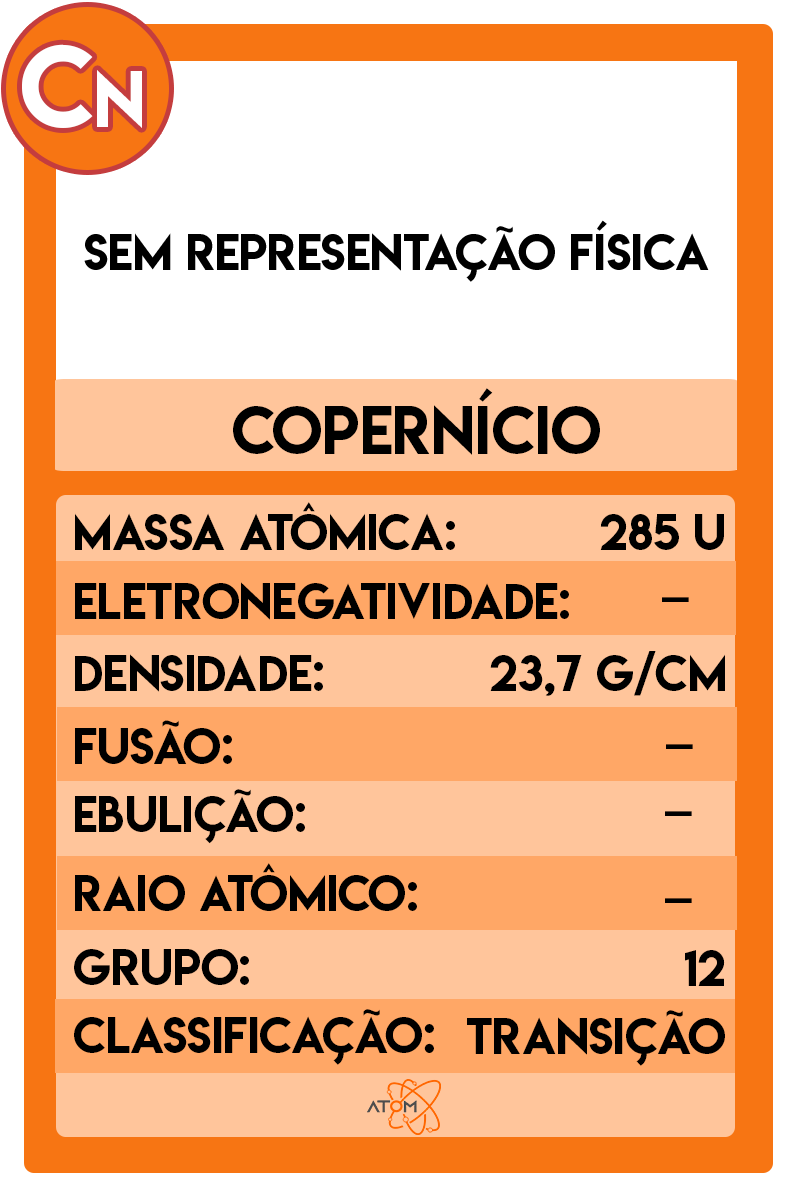 CN
SEM REPRESENTAÇÃO FÍSICA
COPERNÍCIO
MASSA ATÔMICA: 285 U
ELETRONEGATIVIDADE: –
DENSIDADE: 23,7 G/CM
FUSÃO: –
EBULIÇÃO: –
RAIO ATÔMICO: –
GRUPO: 12
CLASSIFICAÇÃO: TRANSIÇÃO
ATOM